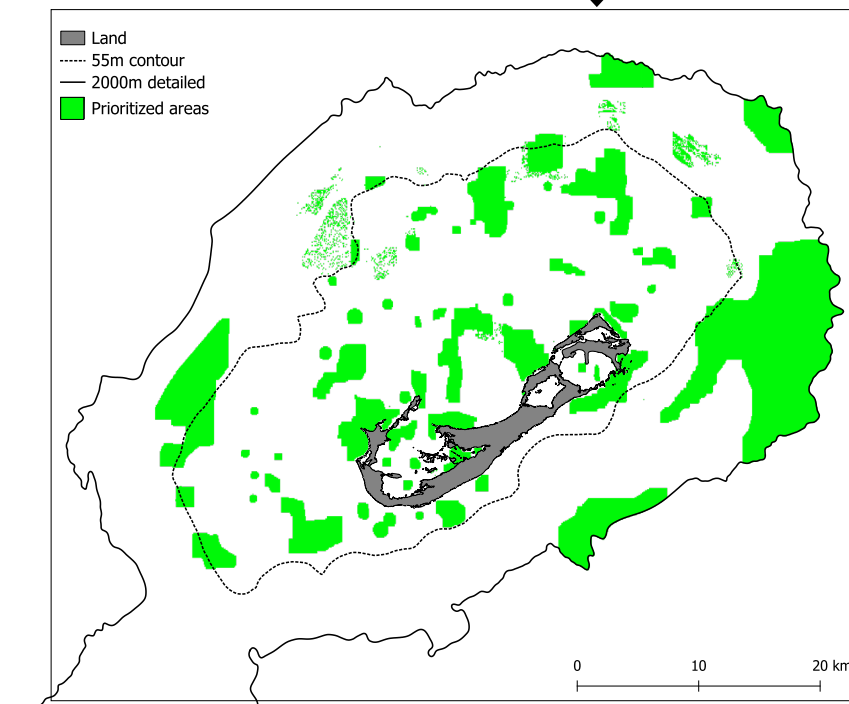 Land
55m contour
2000m detailed
Prioritized areas
0 10 20 km